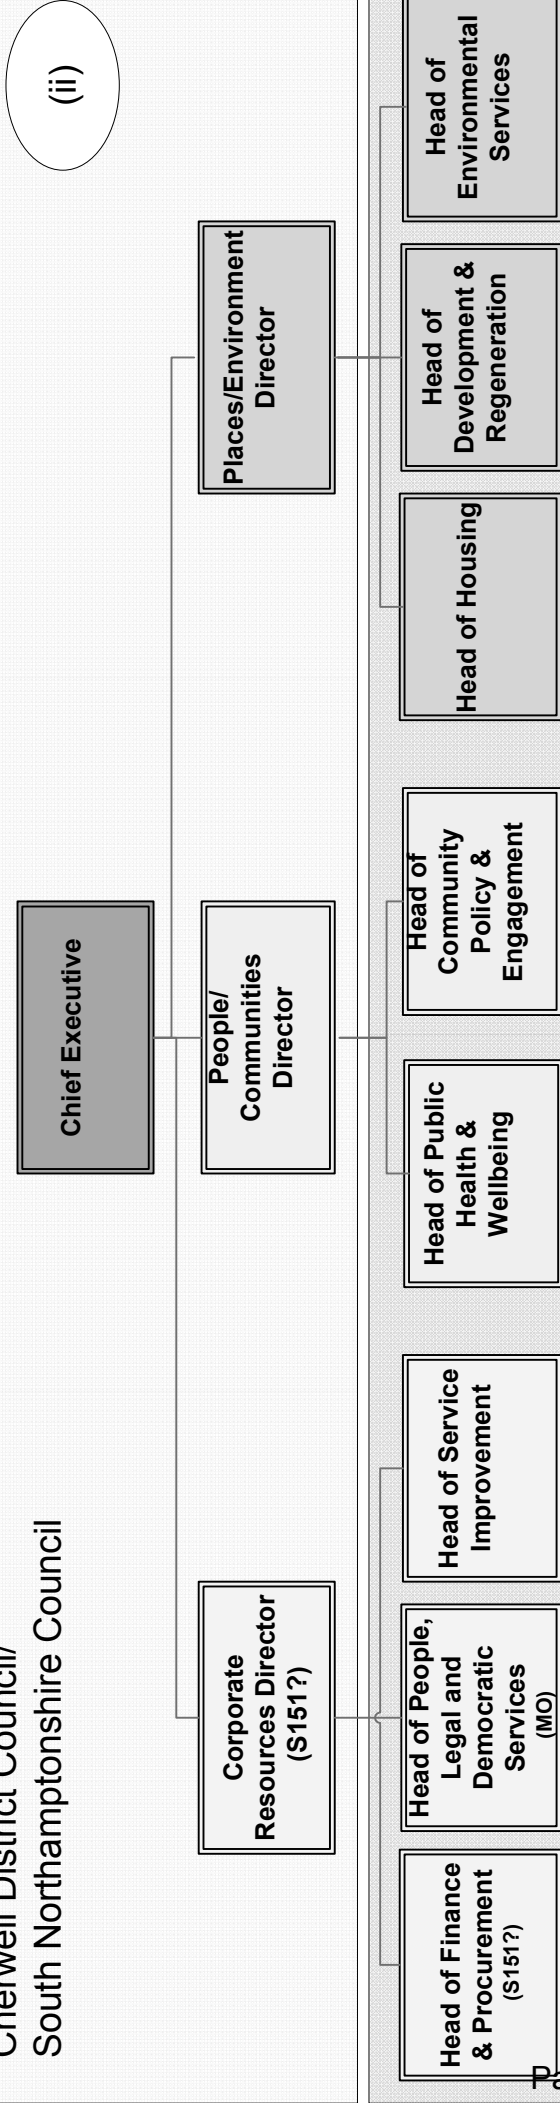 Cherwell District Council/
South Northamptonshire Council
(ii)
Chief Executive
Corporate
Resources Director
(S151?)
People/
Communities
Director
Places/Environment
Director
Head of Finance
& Procurement
(S151?)
Head of People,
Legal and
Democratic
Services
(MO)
Head of Service
Improvement
Head of Public
Health &
Wellbeing
Head of
Community
Policy &
Engagement
Head of Housing
Head of
Development &
Regeneration
Head of
Environmental
Services